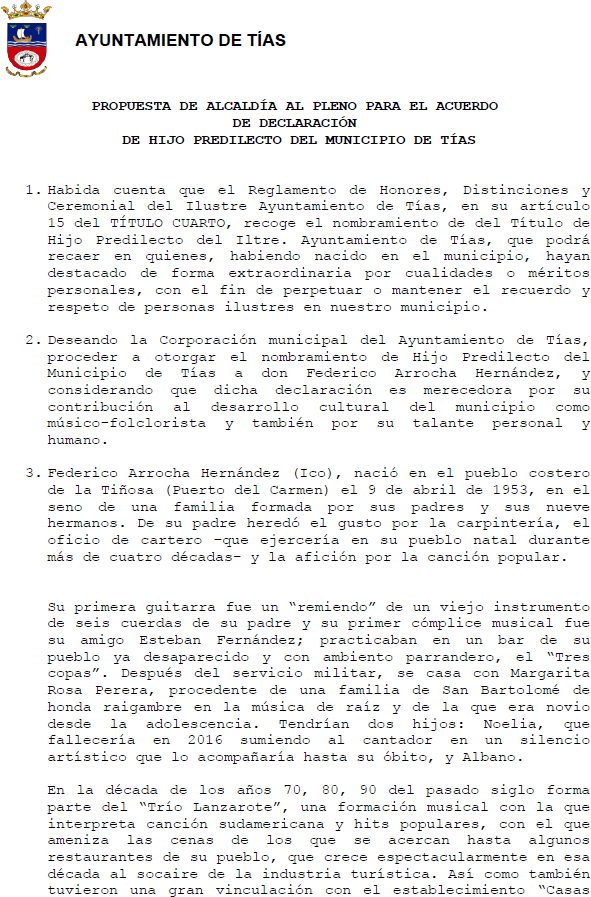 AYUNTAMIENTO DE TÍAS
PROPUESTA DE ALCALDÍA AL PLENO PARA EL ACUERDO
DE DECLARACIÓN
DE HIJO PREDILECTO DEL MUNICIPIO DE TÍAS
1. Habida cuenta que el Reglamento de Honores, Distinciones y
Ceremonial del Ilustre Ayuntamiento de Tías, en su artículo
15 del TÍTULO CUARTO, recoge el nombramiento de del Título de
Hijo Predilecto del Iltre. Ayuntamiento de Tías, que podrá
recaer en quienes, habiendo nacido en el municipio, hayan
destacado de forma extraordinaria por cualidades o méritos
personales, con el fin de perpetuar o mantener el recuerdo y
respeto de personas ilustres en nuestro municipio.
2. Deseando la Corporación municipal del Ayuntamiento de Tías,
proceder a otorgar el nombramiento de Hijo Predilecto del
Municipio de Tías a don Federico Arrocha Hernández, y
considerando que dicha declaración es merecedora por su
contribución al desarrollo cultural del municipio como
músico-folclorista y también por su talante personal y
humano.
3. Federico Arrocha Hernández (Ico), nació en el pueblo costero
de la Tiñosa (Puerto del Carmen) el 9 de abril de 1953, en el
seno de una familia formada por sus padres y sus nueve
hermanos. De su padre heredó el gusto por la carpintería, el
oficio de cartero –que ejercería en su pueblo natal durante
más de cuatro décadas– y la afición por la canción popular.
Su primera guitarra fue un “remiendo” de un viejo instrumento
de seis cuerdas de su padre y su primer cómplice musical fue
su amigo Esteban Fernández; practicaban en un bar de su
pueblo ya desaparecido y con ambiente parrandero, el “Tres
copas”. Después del servicio militar, se casa con Margarita
Rosa Perera, procedente de una familia de San Bartolomé de
honda raigambre en la música de raíz y de la que era novio
desde la adolescencia. Tendrían dos hijos: Noelia, que
fallecería en 2016 sumiendo al cantador en un silencio
artístico que lo acompañaría hasta su óbito, y Albano.
En la década de los años 70, 80, 90 del pasado siglo forma
parte del “Trío Lanzarote”, una formación musical con la que
interpreta canción sudamericana y hits populares, con el que
ameniza las cenas de los que se acercan hasta algunos
restaurantes de su pueblo, que crece espectacularmente en esa
década al socaire de la industria turística. Así como también
tuvieron una gran vinculación con el establecimiento “Casas